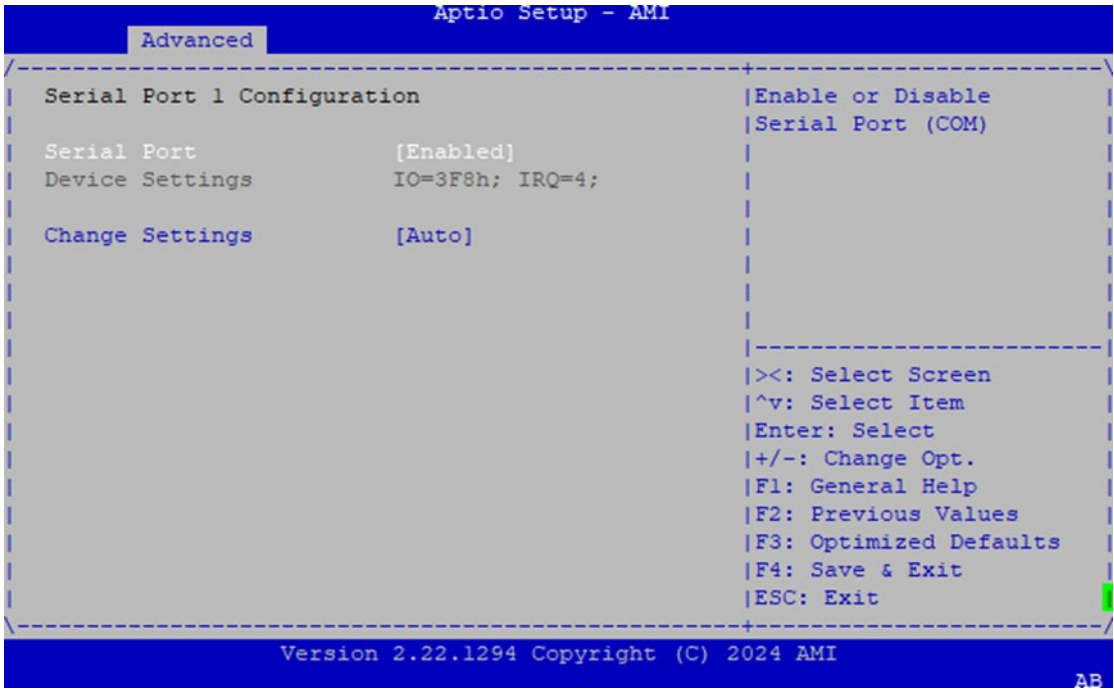 Aptio Setup - AMI
Advanced
Serial Port 1 Configuration
Enable or Disable
Serial Port (COM)
Serial Port [Enabled]
Device Settings IO=3F8h; IRQ=4;
Change Settings [Auto]
><: Select Screen
^v: Select Item
Enter: Select
+/-: Change Opt.
F1: General Help
F2: Previous Values
F3: Optimized Defaults
F4: Save & Exit
ESC: Exit
Version 2.22.1294 Copyright (C) 2024 AMI
AB